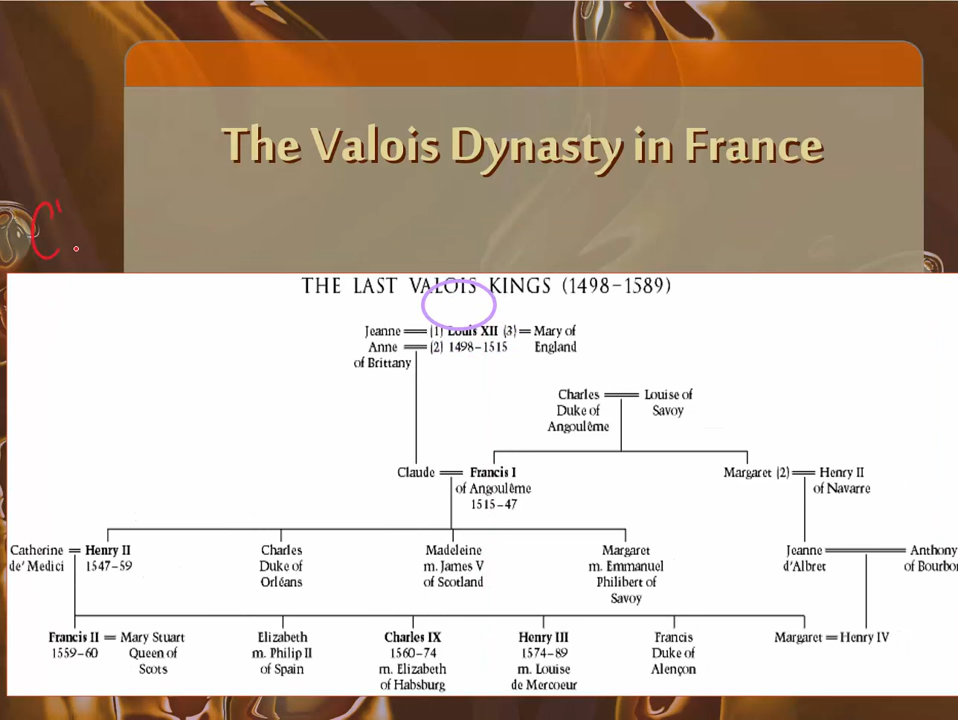 The Valois Dynasty in France
THE LAST VALOIS KINGS (1498-1589)
Jeanne (1) Louis XII (3) Mary of
Anne (2) 1498-1515 England
of Brittany
Charles Louise of
Duke of Savoy
Angoulême
Claude Francis I Margaret (2) Henry II
of Angoulême of Navarre
1515-47
Catherine Henry II Charles Madeleine Margaret Jeanne Anthony
de' Medici 1547-59 Duke of m. James V m. Emmanuel d'Albret of Bourbo
Orléans of Scotland Philibert of
Savoy
Francis II Mary Stuart Elizabeth Charles IX Henry III Francis Margaret Henry IV
1559-60 Queen of m. Philip II 1560-74 1574-89 Duke of
Scots of Spain m. Elizabeth m. Louise Alençon
of Habsburg de Mercoeur